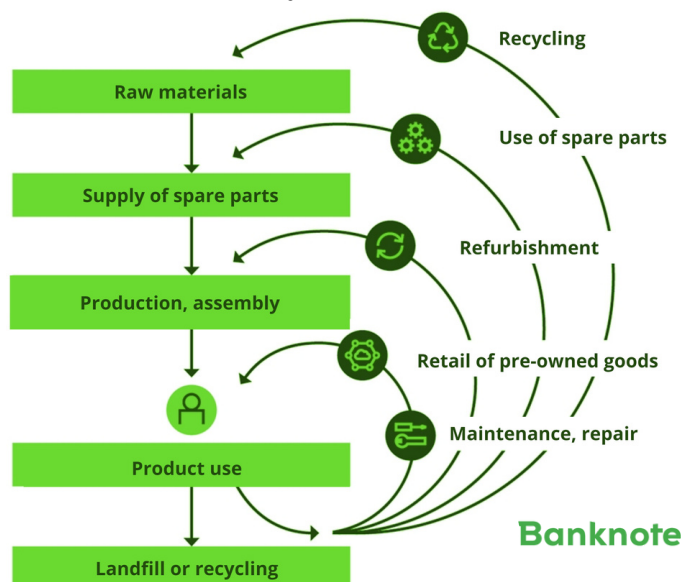 Recycling
Raw materials
Use of spare parts
Supply of spare parts
Refurbishment
Production, assembly
Retail of pre-owned goods
Maintenance, repair
Product use
Banknote
Landfill or recycling